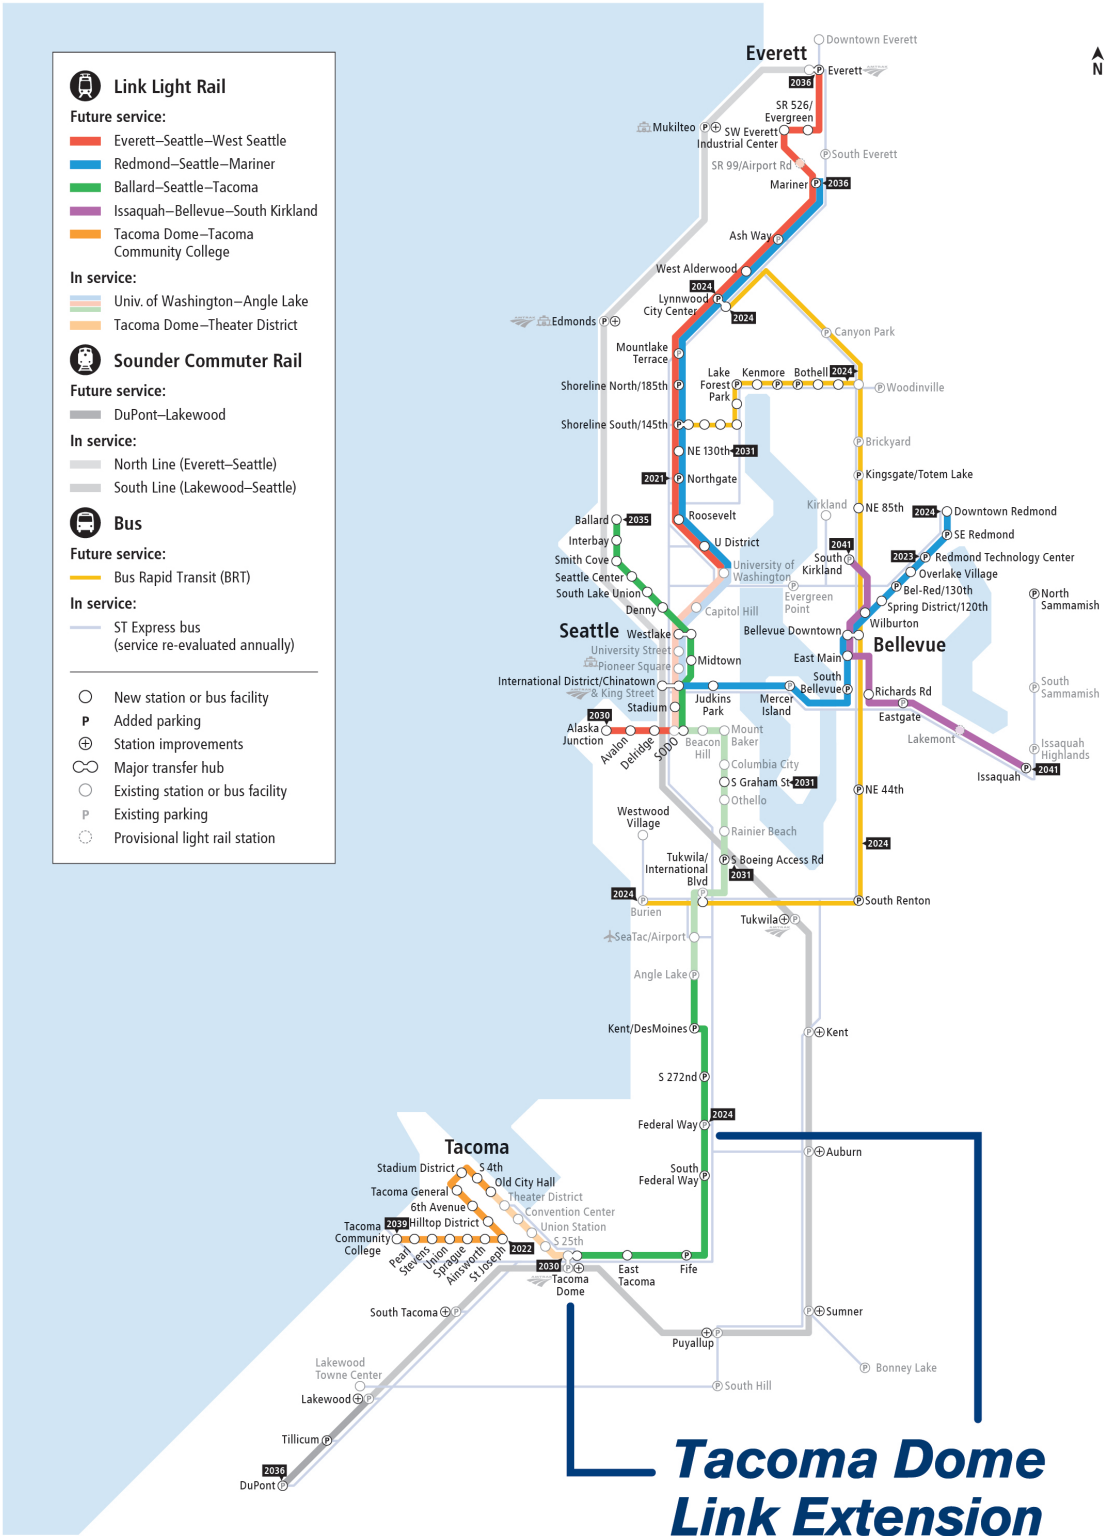 Link Light Rail
Future service:
Everett–Seattle–West Seattle
Redmond–Seattle–Mariner
Ballard–Seattle–Tacoma
Issaquah–Bellevue–South Kirkland
Tacoma Dome–Tacoma
Community College
In service:
Univ. of Washington–Angle Lake
Tacoma Dome–Theater District
Sounder Commuter Rail
Future service:
DuPont–Lakewood
In service:
North Line (Everett–Seattle)
South Line (Lakewood–Seattle)
Bus
Future service:
Bus Rapid Transit (BRT)
In service:
ST Express bus
(service re-evaluated annually)
New station or bus facility
P Added parking
Station improvements
Major transfer hub
Existing station or bus facility
P Existing parking
Provisional light rail station
N
Downtown Everett
Everett
Everett
2036
SR 526/
Evergreen
Mukilteo
SW Everett
Industrial Center
South Everett
SR 99/Airport Rd
Mariner
2036
Ash Way
West Alderwood
2024
Lynnwood
City Center
2024
Edmonds
Canyon Park
Mountlake
Terrace
Lake
Forest
Park
Kenmore
Bothell
2024
Shoreline North/185th
Woodinville
Shoreline South/145th
Brickyard
NE 130th
2031
2021
Northgate
Kingsgate/Totem Lake
Kirkland
NE 85th
2024
Downtown Redmond
Ballard
2035
Roosevelt
SE Redmond
Interbay
U District
2041
South
Kirkland
2023
Redmond Technology Center
Smith Cove
University of
Washington
Overlake Village
Seattle Center
Evergreen
Point
Bel-Red/130th
South Lake Union
North
Sammamish
Denny
Capitol Hill
Spring District/120th
Wilburton
Seattle
Westlake
Bellevue Downtown
Bellevue
University Street
Pioneer Square
Midtown
East Main
International District/Chinatown
& King Street
South
Bellevue
South
Sammamish
Stadium
Judkins
Park
Mercer
Island
Richards Rd
Eastgate
2030
Alaska
Junction
Avalon
Delridge
SODO
Beacon
Hill
Mount
Baker
Lakemont
Issaquah
Highlands
Columbia City
Issaquah
2041
S Graham St
2031
NE 44th
Othello
Westwood
Village
Rainier Beach
2024
Tukwila/
International
Blvd
S Boeing Access Rd
2031
2024
Burien
South Renton
Tukwila
SeaTac/Airport
Angle Lake
Kent/DesMoines
Kent
S 272nd
2024
Federal Way
Auburn
Tacoma
South
Federal Way
Stadium District
S 4th
Old City Hall
Tacoma General
Theater District
6th Avenue
Convention Center
2039
Hilltop District
Union Station
Tacoma
Community
College
S 25th
2022
Pearl
Stevens
Union
Sprague
Ainsworth
St Joseph
2030
Tacoma
Dome
East
Tacoma
Fife
South Tacoma
Sumner
Puyallup
Lakewood
Towne Center
Bonney Lake
South Hill
Lakewood
Tillicum
2036
DuPont
Tacoma Dome
Link Extension